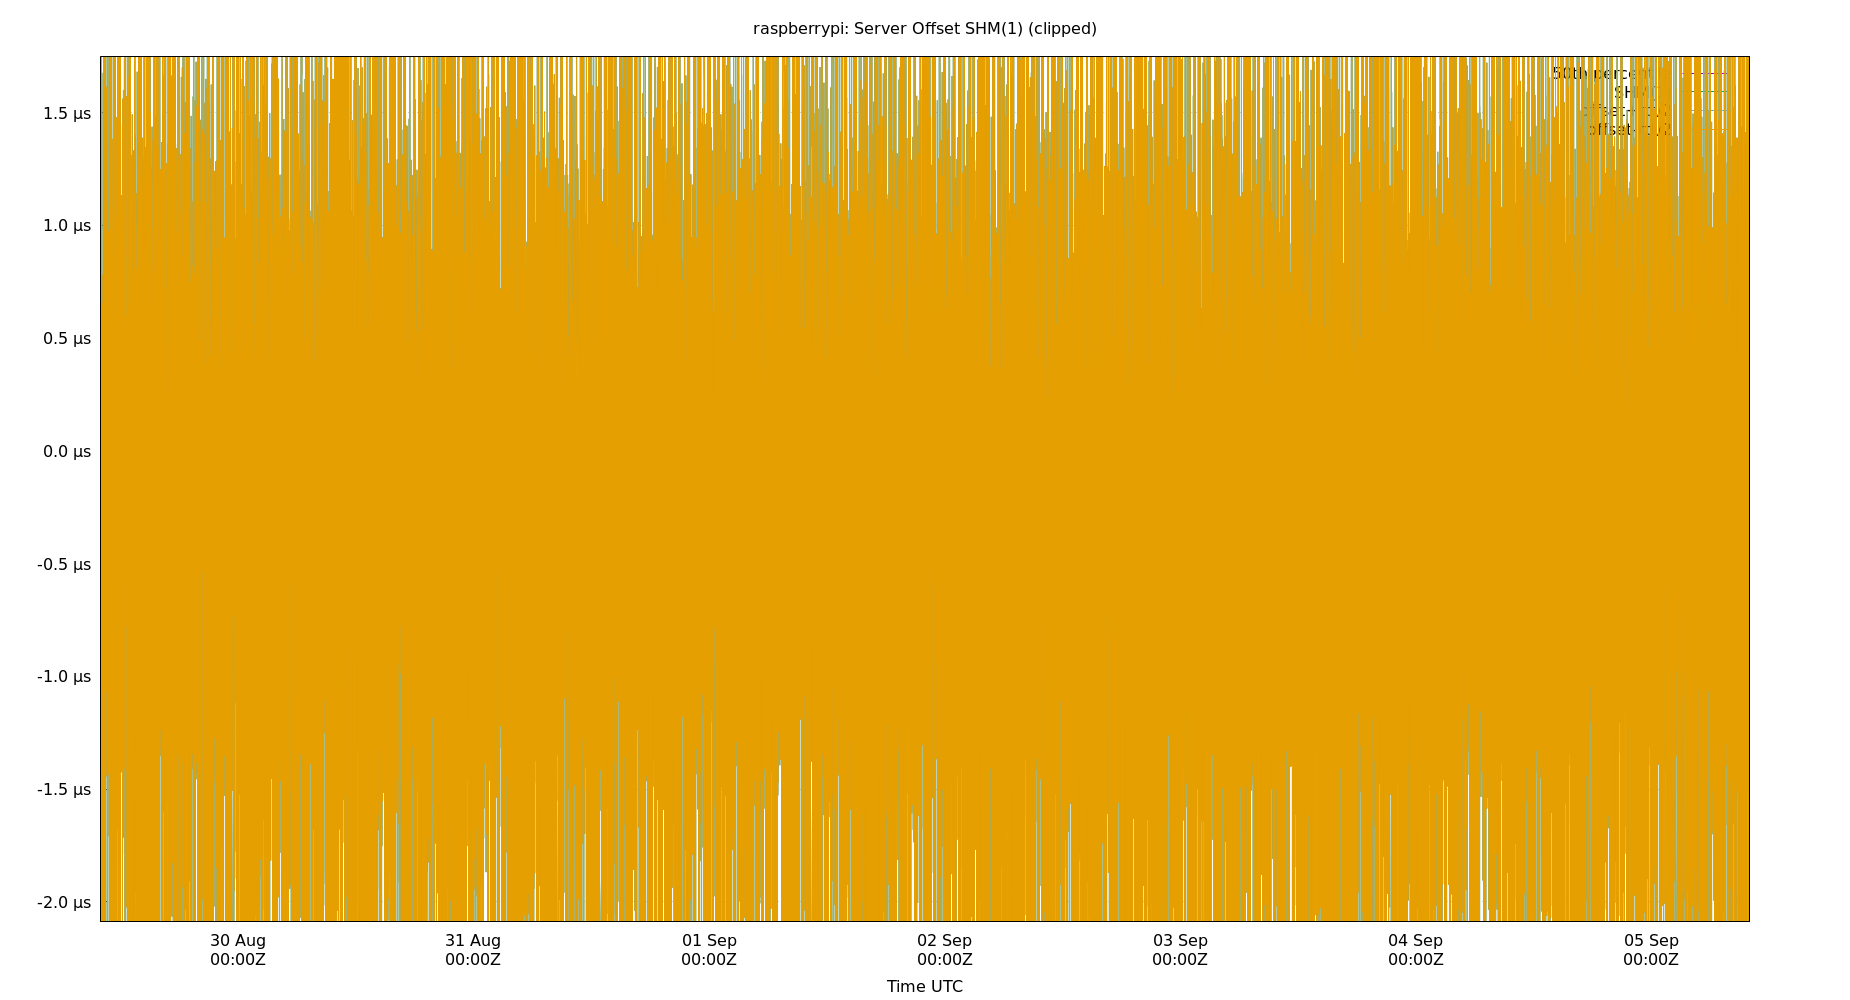 raspberrypi: Server Offset SHM(1) (clipped)
50th percent
1.5 µs
1.0 µs
0.5 µs
0.0 µs
-0.5 µs
-1.0 µs
-1.5 µs
-2.0 µs
30 Aug 31 Aug 01 Sep 02 Sep 03 Sep 04 Sep 05 Sep
00:00Z 00:00Z 00:00Z 00:00Z 00:00Z 00:00Z 00:00Z
Time UTC